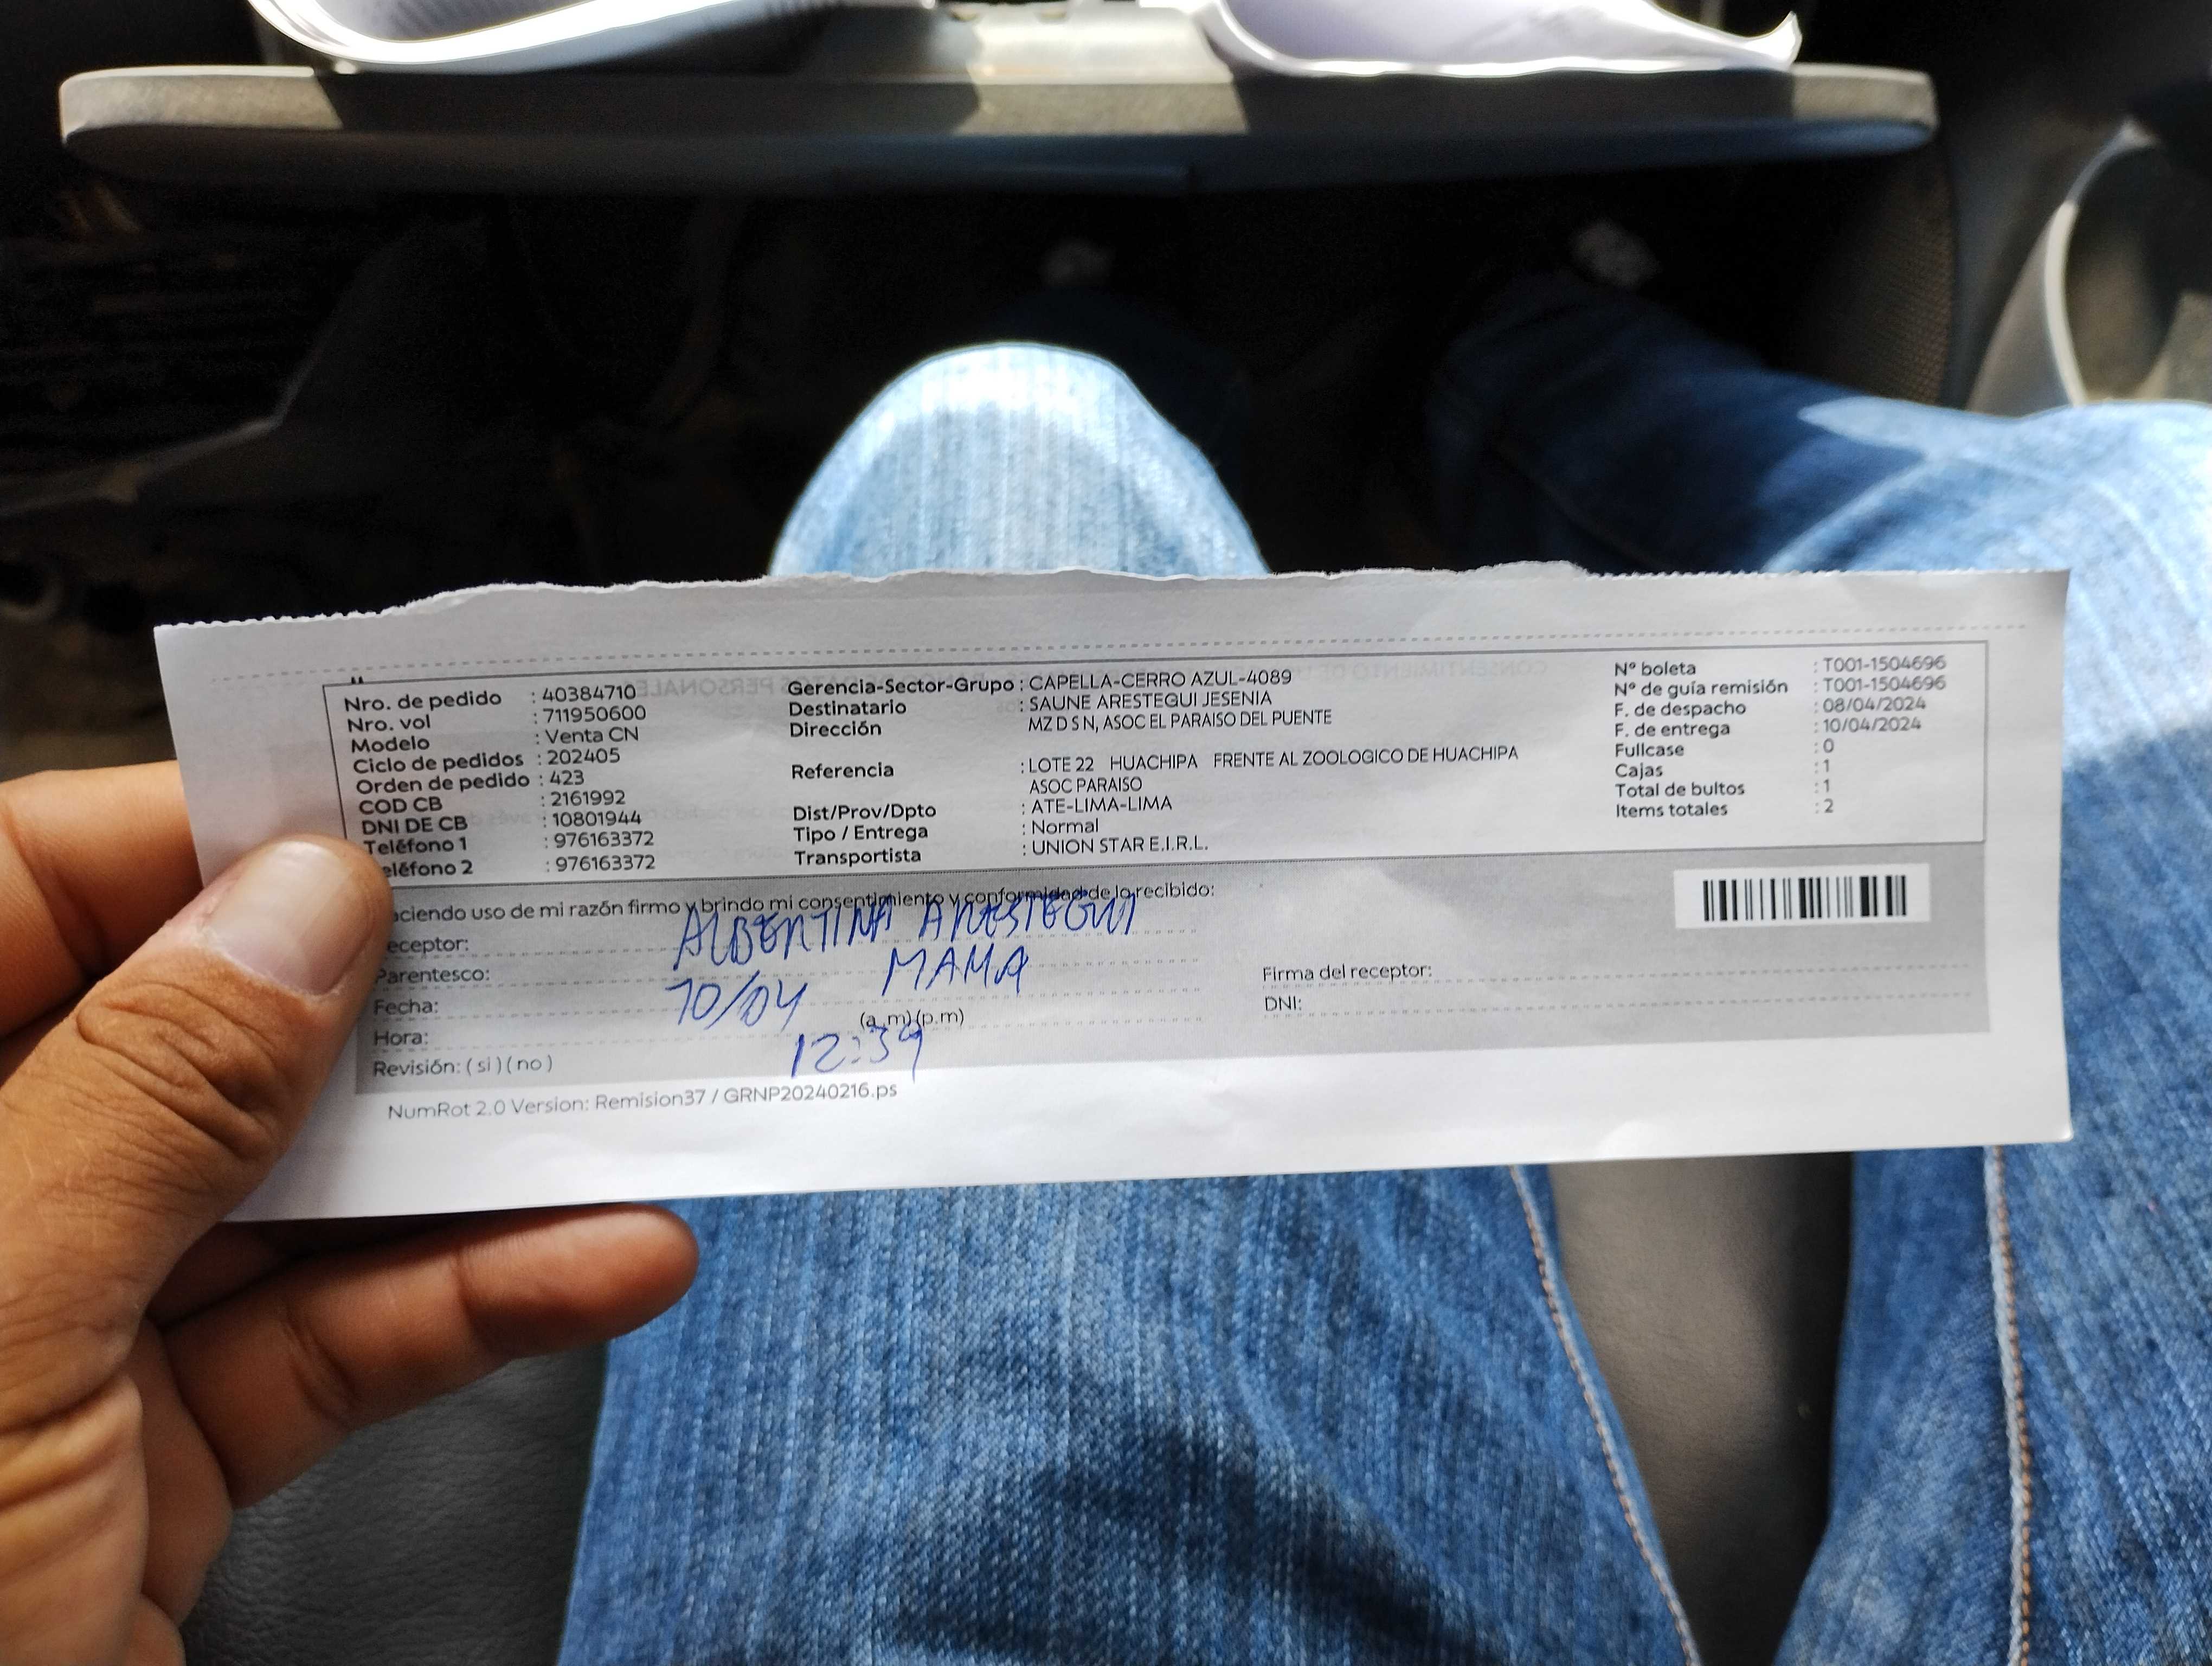 Nro. de pedido : 40384710
Nro. vol : 711950600
Modelo : Venta CN
Ciclo de pedidos : 202405
Orden de pedido : 423
COD CB : 2161992
DNI DE CB : 10801944
Teléfono 1 : 976163372
eléfono 2 : 976163372
Gerencia-Sector-Grupo : CAPELLA-CERRO AZUL-4089
Destinatario : SAUNE ARESTEGUI JESENIA
Dirección MZ D S N, ASOC EL PARAISO DEL PUENTE
Referencia : LOTE 22 HUACHIPA FRENTE AL ZOOLOGICO DE HUACHIPA
ASOC PARAISO
Dist/Prov/Dpto : ATE-LIMA-LIMA
Tipo / Entrega : Normal
Transportista : UNION STAR E.I.R.L.
N° boleta : T001-1504696
N° de guía remisión : T001-1504696
F. de despacho : 08/04/2024
F. de entrega : 10/04/2024
Fullcase : 0
Cajas : 1
Total de bultos : 1
Items totales : 2
aciendo uso de mi razón firmo y brindo mi consentimiento y conformidad de lo recibido:
eceptor: ALBERTINA ARESTEGUI
Parentesco: MAMA
Fecha: 10/04
(a.m)(p.m)
Hora: 12:39
Revisión: ( si ) ( no )
Firma del receptor:
DNI:
NumRot 2.0 Version: Remision37 / GRNP20240216.ps